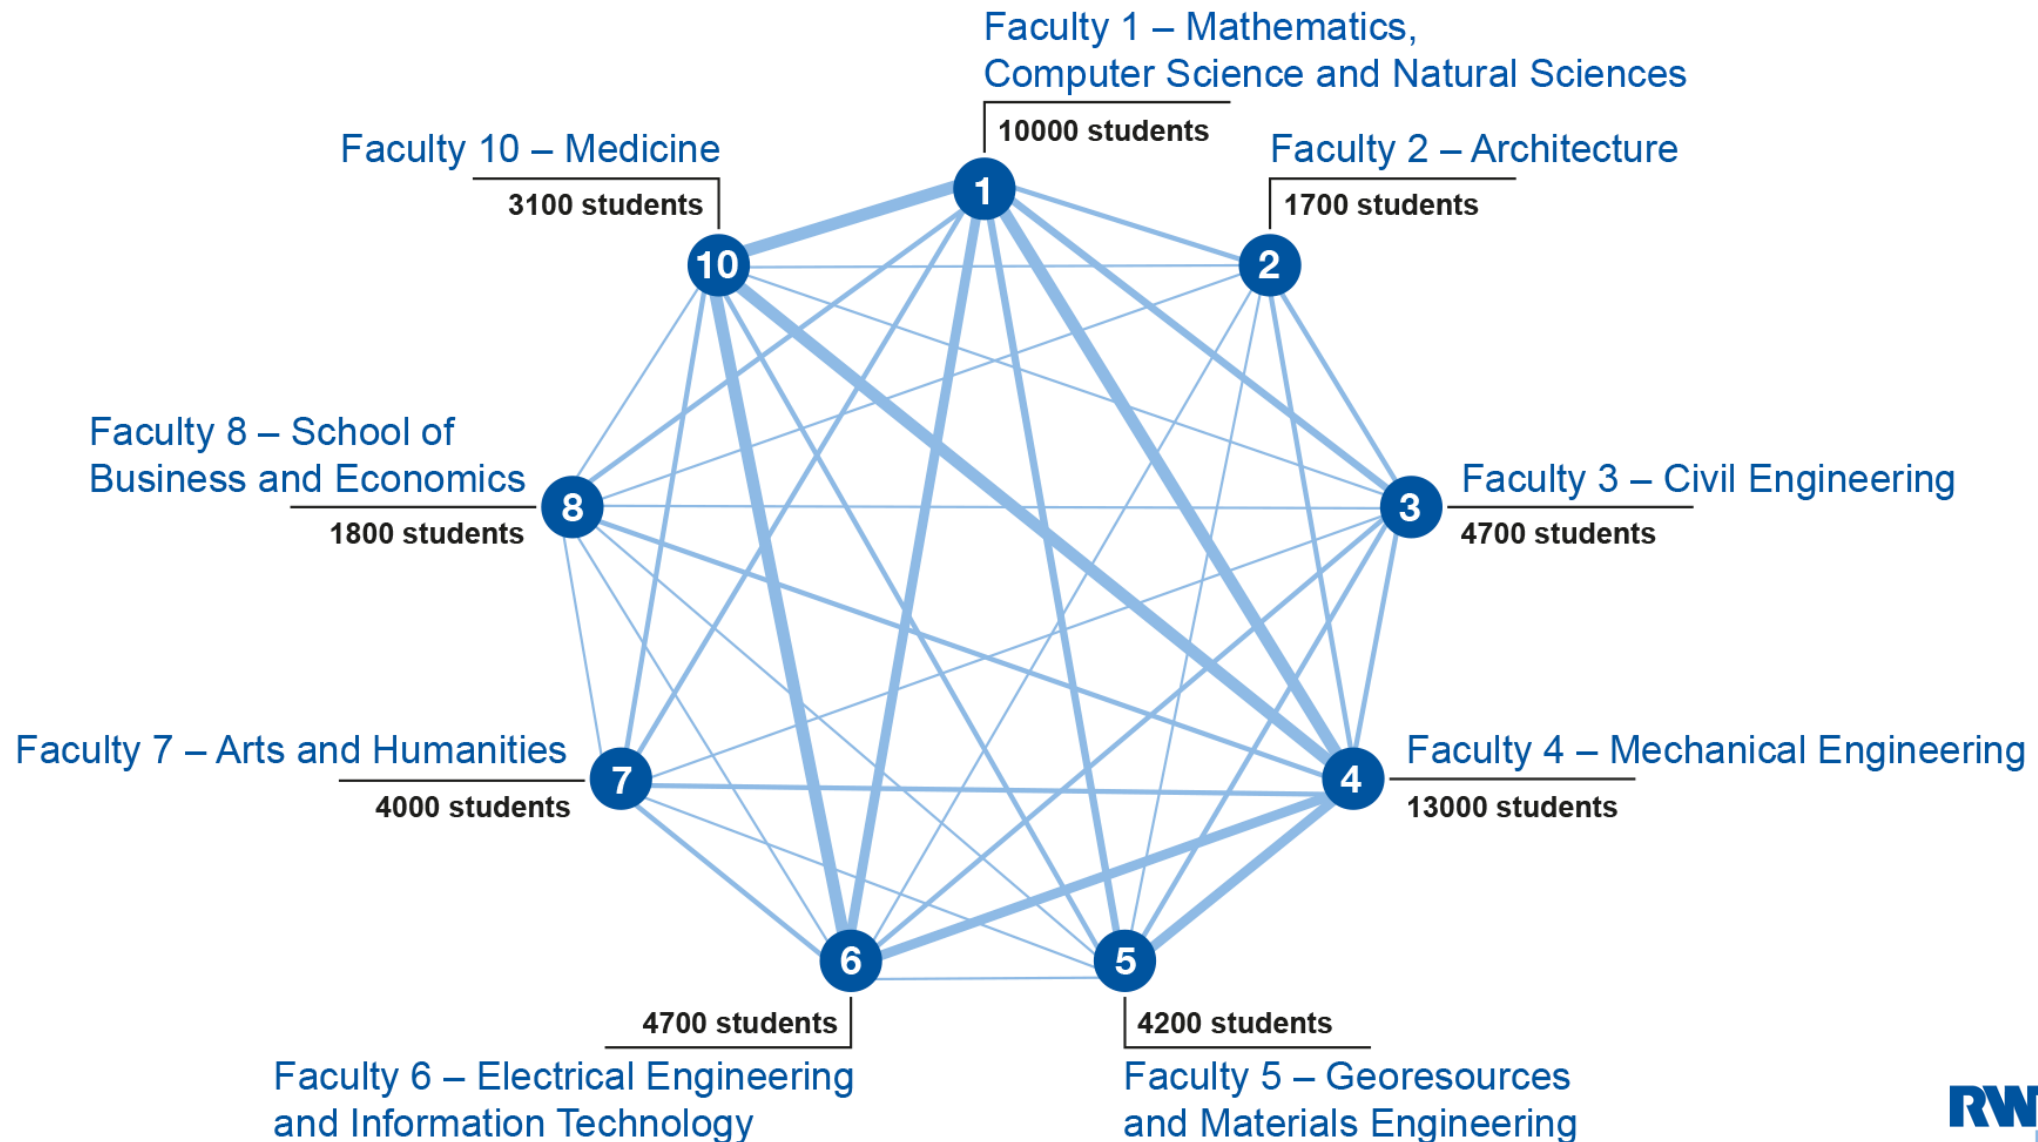 Faculty 1 – Mathematics,
Computer Science and Natural Sciences
10000 students
1
Faculty 10 – Medicine
3100 students
10
Faculty 2 – Architecture
1700 students
2
Faculty 8 – School of
Business and Economics
1800 students
8
Faculty 3 – Civil Engineering
4700 students
3
Faculty 7 – Arts and Humanities
4000 students
7
Faculty 4 – Mechanical Engineering
13000 students
4
6
4700 students
Faculty 6 – Electrical Engineering
and Information Technology
5
4200 students
Faculty 5 – Georesources
and Materials Engineering